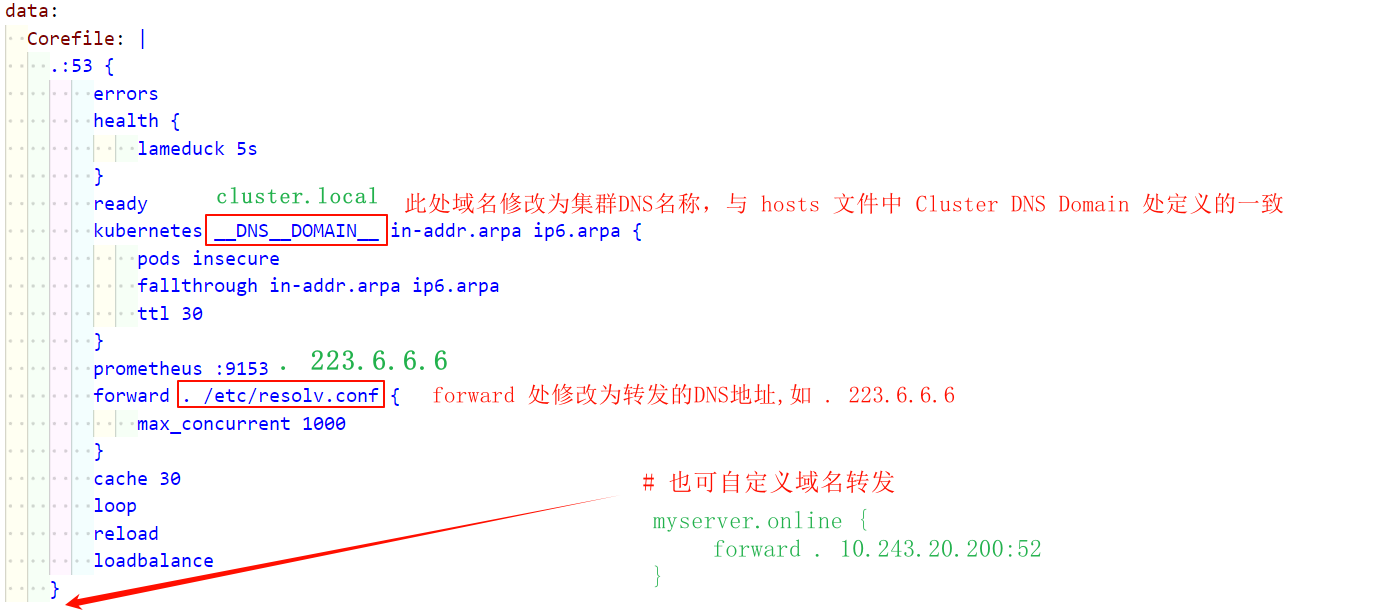 data:
Corefile: |
.:53 {
errors
health {
lameduck 5s
}
ready
cluster.local
此处域名修改为集群DNS名称，与 hosts 文件中 Cluster DNS Domain 处定义的一致
kubernetes __DNS__DOMAIN__ in-addr.arpa ip6.arpa {
pods insecure
fallthrough in-addr.arpa ip6.arpa
ttl 30
}
prometheus :9153
. 223.6.6.6
forward . /etc/resolv.conf {
forward 处修改为转发的DNS地址,如 . 223.6.6.6
max_concurrent 1000
}
cache 30
loop
reload
loadbalance
}
# 也可自定义域名转发
myserver.online {
forward . 10.243.20.200:52
}